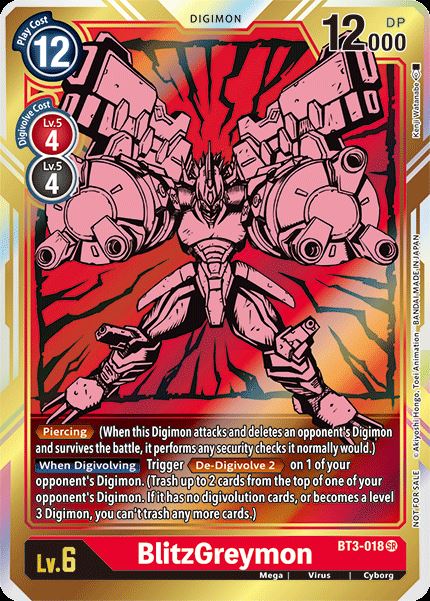 DIGIMON
Play Cost
12
DP
12000
Digivolve Cost
Lv.5
4
Lv.5
4
Kenji Watanabe
Piercing (When this Digimon attacks and deletes an opponent's Digimon
and survives the battle, it performs any security checks it normally would.)
When Digivolving Trigger De-Digivolve 2 on 1 of your
opponent's Digimon. (Trash up to 2 cards from the top of one of your
opponent's Digimon. If it has no digivolution cards, or becomes a level
3 Digimon, you can't trash any more cards.)
©Akiyoshi Hongo, Toei Animation BANDAI, MADE IN JAPAN
NOT FOR SALE
BT3-018 SR
Lv.6
BlitzGreymon
Mega | Virus | Cyborg